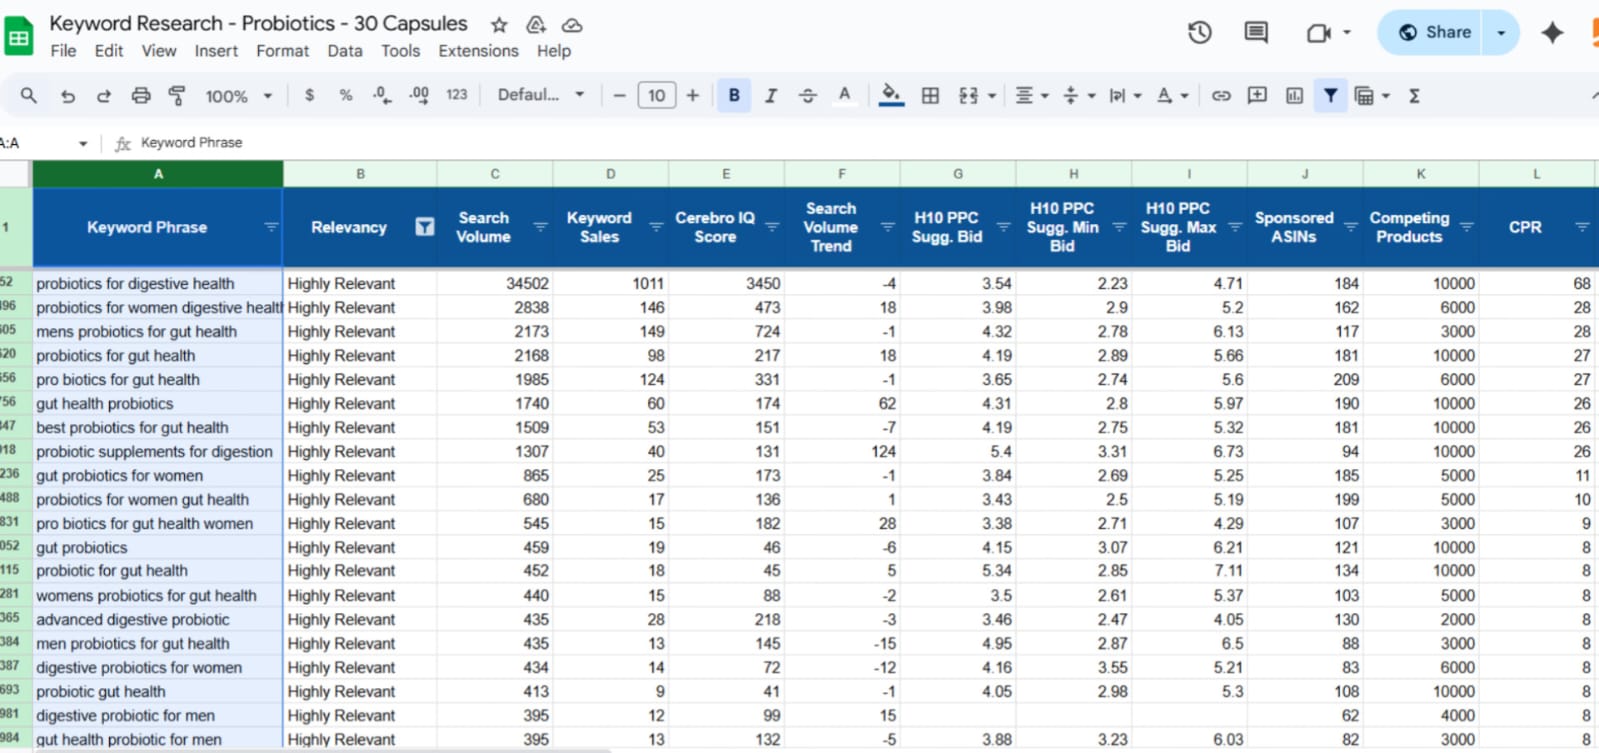 Keyword Research - Probiotics - 30 Capsules
File Edit View Insert Format Data Tools Extensions Help
Share
100% $ % .0 .00 123 Defaul... 10 B I A
A:A fx Keyword Phrase
A B C D E F G H I J K L
1 Keyword Phrase Relevancy Search Volume Keyword Sales Cerebro IQ Score Search Volume Trend H10 PPC Sugg. Bid H10 PPC Sugg. Min Bid H10 PPC Sugg. Max Bid Sponsored ASINs Competing Products CPR
52 probiotics for digestive health Highly Relevant 34502 1011 3450 -4 3.54 2.23 4.71 184 10000 68
96 probiotics for women digestive healt Highly Relevant 2838 146 473 18 3.98 2.9 5.2 162 6000 28
605 mens probiotics for gut health Highly Relevant 2173 149 724 -1 4.32 2.78 6.13 117 3000 28
620 probiotics for gut health Highly Relevant 2168 98 217 18 4.19 2.89 5.66 181 10000 27
656 pro biotics for gut health Highly Relevant 1985 124 331 -1 3.65 2.74 5.6 209 6000 27
756 gut health probiotics Highly Relevant 1740 60 174 62 4.31 2.8 5.97 190 10000 26
847 best probiotics for gut health Highly Relevant 1509 53 151 -7 4.19 2.75 5.32 181 10000 26
918 probiotic supplements for digestion Highly Relevant 1307 40 131 124 5.4 3.31 6.73 94 10000 26
236 gut probiotics for women Highly Relevant 865 25 173 -1 3.84 2.69 5.25 185 5000 11
488 probiotics for women gut health Highly Relevant 680 17 136 1 3.43 2.5 5.19 199 5000 10
831 pro biotics for gut health women Highly Relevant 545 15 182 28 3.38 2.71 4.29 107 3000 9
052 gut probiotics Highly Relevant 459 19 46 -6 4.15 3.07 6.21 121 10000 8
115 probiotic for gut health Highly Relevant 452 18 45 5 5.34 2.85 7.11 134 10000 8
281 womens probiotics for gut health Highly Relevant 440 15 88 -2 3.5 2.61 5.37 103 5000 8
365 advanced digestive probiotic Highly Relevant 435 28 218 -3 3.46 2.47 4.05 130 2000 8
384 men probiotics for gut health Highly Relevant 435 13 145 -15 4.95 2.87 6.5 88 3000 8
387 digestive probiotics for women Highly Relevant 434 14 72 -12 4.16 3.55 5.21 83 6000 8
693 probiotic gut health Highly Relevant 413 9 41 -1 4.05 2.98 5.3 108 10000 8
981 digestive probiotic for men Highly Relevant 395 12 99 15 62 4000 8
984 gut health probiotic for men Highly Relevant 395 13 132 -5 3.88 3.23 6.03 82 3000 8